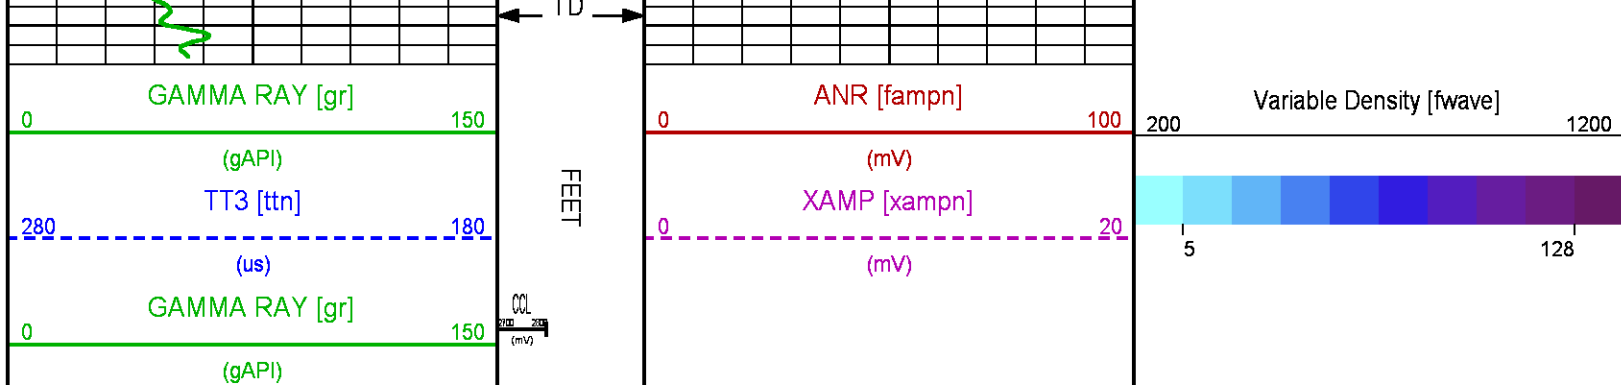 TD
GAMMA RAY [gr]
0 150
(gAPI)
TT3 [ttn]
280 180
(us)
GAMMA RAY [gr]
0 150
(gAPI)
FEET
CCL
(mV)
ANR [fampn]
0 100
(mV)
XAMP [xampn]
0 20
(mV)
Variable Density [fwave]
200 1200
5 128